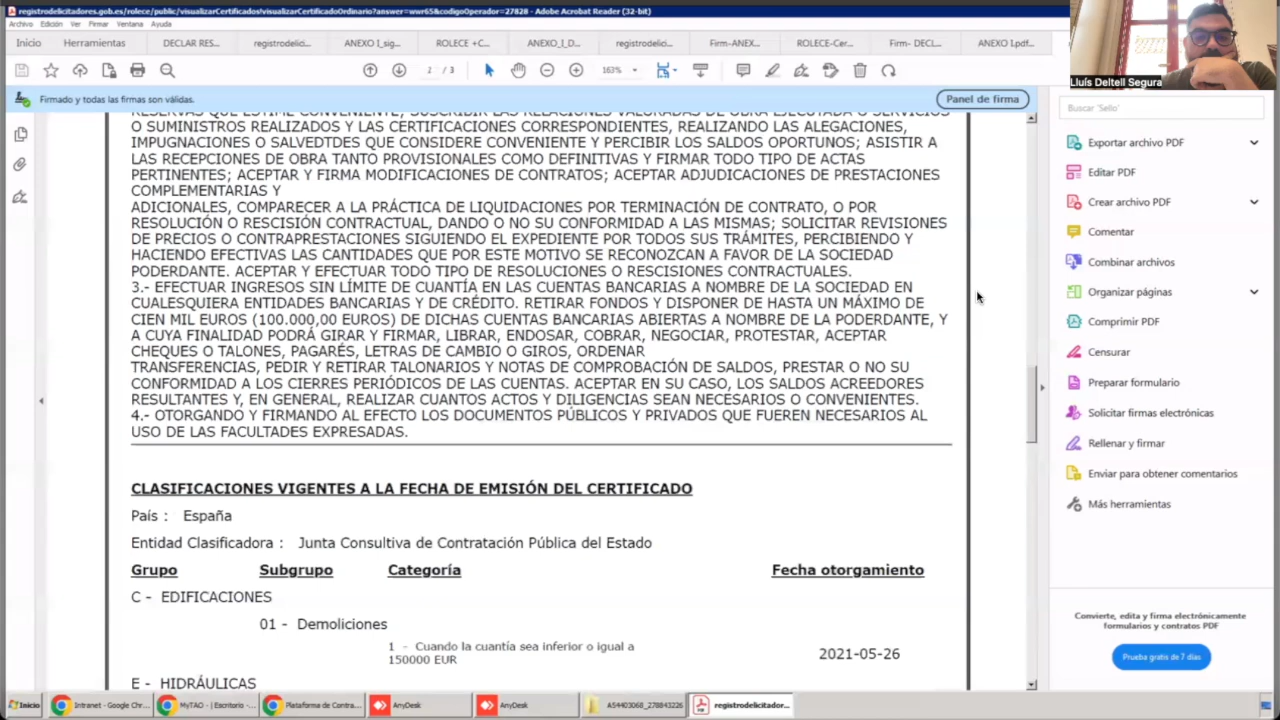 registrodelicitadores.gob.es/rolece/public/visualizarCertificados/visualizarCertificadoOrdinario?answer=wwr65&codigoOperador=27828 - Adobe Acrobat Reader (32-bit)
Archivo Edición Ver Firmar Ventana Ayuda
Inicio Herramientas DECLAR RES... registrodelici... ANEXO I_sig... ROLECE +C... ANEXO_I_D... registrodelici... Firm-ANEX... ROLECE-Cer... Firm- DECL... ANEXO I.pdf...
2 / 3 163%
Lluís Deltell Segura
Firmado y todas las firmas son válidas. Panel de firma
RESERVAS QUE ESTIME CONVENIENTE, SUSCRIBIR LAS RELACIONES VALORADAS DE OBRA EJECUTADA O SERVICIOS
O SUMINISTROS REALIZADOS Y LAS CERTIFICACIONES CORRESPONDIENTES, REALIZANDO LAS ALEGACIONES,
IMPUGNACIONES O SALVEDTDES QUE CONSIDERE CONVENIENTE Y PERCIBIR LOS SALDOS OPORTUNOS; ASISTIR A
LAS RECEPCIONES DE OBRA TANTO PROVISIONALES COMO DEFINITIVAS Y FIRMAR TODO TIPO DE ACTAS
PERTINENTES; ACEPTAR Y FIRMA MODIFICACIONES DE CONTRATOS; ACEPTAR ADJUDICACIONES DE PRESTACIONES
COMPLEMENTARIAS Y
ADICIONALES, COMPARECER A LA PRÁCTICA DE LIQUIDACIONES POR TERMINACIÓN DE CONTRATO, O POR
RESOLUCIÓN O RESCISIÓN CONTRACTUAL, DANDO O NO SU CONFORMIDAD A LAS MISMAS; SOLICITAR REVISIONES
DE PRECIOS O CONTRAPRESTACIONES SIGUIENDO EL EXPEDIENTE POR TODOS SUS TRÁMITES, PERCIBIENDO Y
HACIENDO EFECTIVAS LAS CANTIDADES QUE POR ESTE MOTIVO SE RECONOZCAN A FAVOR DE LA SOCIEDAD
PODERDANTE. ACEPTAR Y EFECTUAR TODO TIPO DE RESOLUCIONES O RESCISIONES CONTRACTUALES.
3.- EFECTUAR INGRESOS SIN LÍMITE DE CUANTÍA EN LAS CUENTAS BANCARIAS A NOMBRE DE LA SOCIEDAD EN
CUALESQUIERA ENTIDADES BANCARIAS Y DE CRÉDITO. RETIRAR FONDOS Y DISPONER DE HASTA UN MÁXIMO DE
CIEN MIL EUROS (100.000,00 EUROS) DE DICHAS CUENTAS BANCARIAS ABIERTAS A NOMBRE DE LA PODERDANTE, Y
A CUYA FINALIDAD PODRÁ GIRAR Y FIRMAR, LIBRAR, ENDOSAR, COBRAR, NEGOCIAR, PROTESTAR, ACEPTAR
CHEQUES O TALONES, PAGARÉS, LETRAS DE CAMBIO O GIROS, ORDENAR
TRANSFERENCIAS, PEDIR Y RETIRAR TALONARIOS Y NOTAS DE COMPROBACIÓN DE SALDOS, PRESTAR O NO SU
CONFORMIDAD A LOS CIERRES PERIÓDICOS DE LAS CUENTAS. ACEPTAR EN SU CASO, LOS SALDOS ACREEDORES
RESULTANTES Y, EN GENERAL, REALIZAR CUANTOS ACTOS Y DILIGENCIAS SEAN NECESARIOS O CONVENIENTES.
4.- OTORGANDO Y FIRMANDO AL EFECTO LOS DOCUMENTOS PÚBLICOS Y PRIVADOS QUE FUEREN NECESARIOS AL
USO DE LAS FACULTADES EXPRESADAS.
CLASIFICACIONES VIGENTES A LA FECHA DE EMISIÓN DEL CERTIFICADO
País : España
Entidad Clasificadora : Junta Consultiva de Contratación Pública del Estado
Grupo Subgrupo Categoría Fecha otorgamiento
C - EDIFICACIONES
01 - Demoliciones
1 - Cuando la cuantía sea inferior o igual a
150000 EUR
2021-05-26
E - HIDRÁULICAS
Buscar 'Sello'
Exportar archivo PDF
Editar PDF
Crear archivo PDF
Comentar
Combinar archivos
Organizar páginas
Comprimir PDF
Censurar
Preparar formulario
Solicitar firmas electrónicas
Rellenar y firmar
Enviar para obtener comentarios
Más herramientas
Convierte, edita y firma electrónicamente
formularios y contratos PDF
Prueba gratis de 7 días
Inicio Intranet - Google Chr... MyTAO - (Escritorio - ... Plataforma de Contra... AnyDesk AnyDesk A54403068_278843226 registrodelicitador...